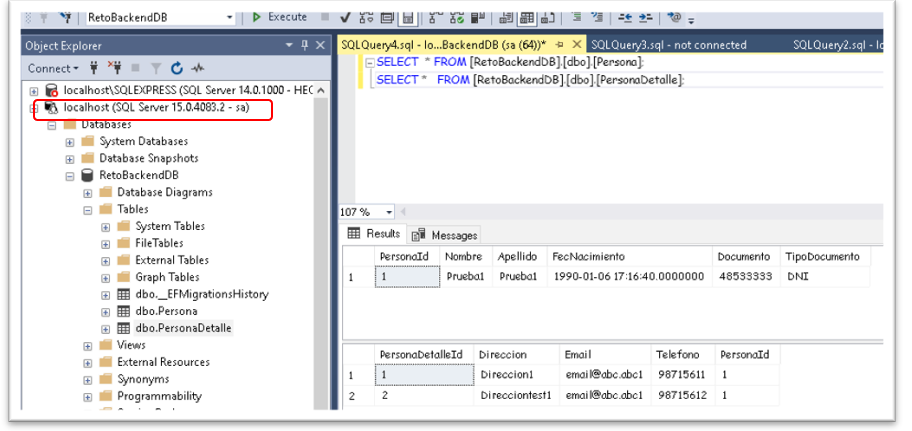 RetoBackendDB Execute
Object Explorer
Connect
localhost\SQLEXPRESS (SQL Server 14.0.1000 - HEC
localhost (SQL Server 15.0.4083.2 - sa)
Databases
System Databases
Database Snapshots
RetoBackendDB
Database Diagrams
Tables
System Tables
FileTables
External Tables
Graph Tables
dbo.__EFMigrationsHistory
dbo.Persona
dbo.PersonaDetalle
Views
External Resources
Synonyms
Programmability
SQLQuery4.sql - lo...BackendDB (sa (64))* SQLQuery3.sql - not connected SQLQuery2.sql - lo
SELECT * FROM [RetoBackendDB].[dbo].[Persona];
SELECT * FROM [RetoBackendDB].[dbo].[PersonaDetalle];
107 %
Results Messages
PersonaId Nombre Apellido FecNacimiento Documento TipoDocumento
1 1 Prueba1 Prueba1 1990-01-06 17:16:40.0000000 48533333 DNI
PersonaDetalleId Direccion Email Telefono PersonaId
1 1 Direccion1 email@abc.abc1 98715611 1
2 2 Direcciontest1 email@abc.abc1 98715612 1